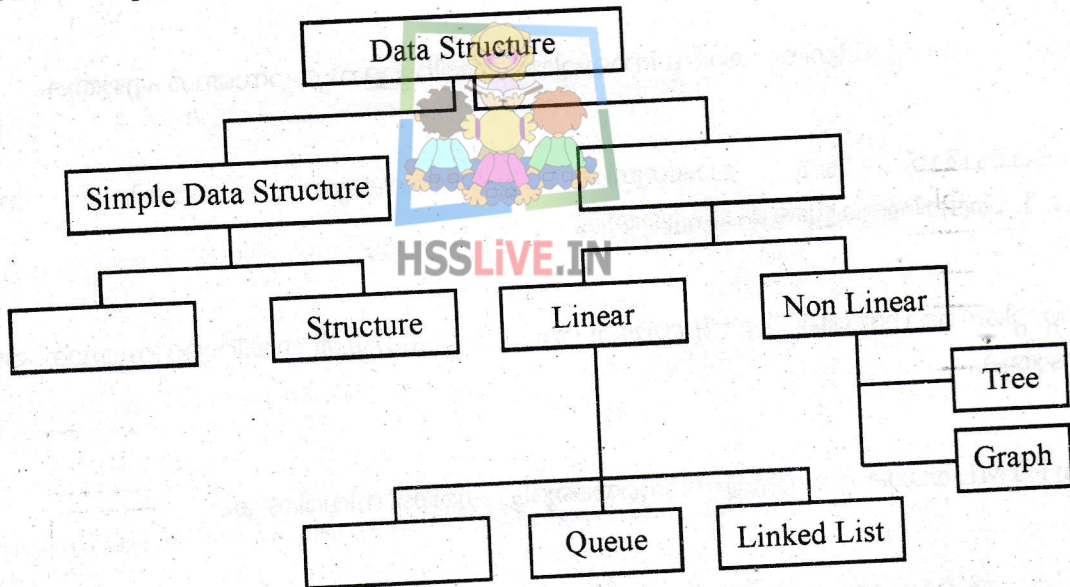 Data Structure
Simple Data Structure
HSSLiVE.IN
Structure
Linear
Non Linear
Tree
Graph
Queue
Linked List